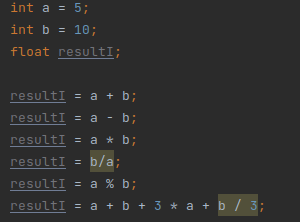 int a = 5;
int b = 10;
float resultI;
resultI = a + b;
resultI = a - b;
resultI = a * b;
resultI = b/a;
resultI = a % b;
resultI = a + b + 3 * a + b / 3;